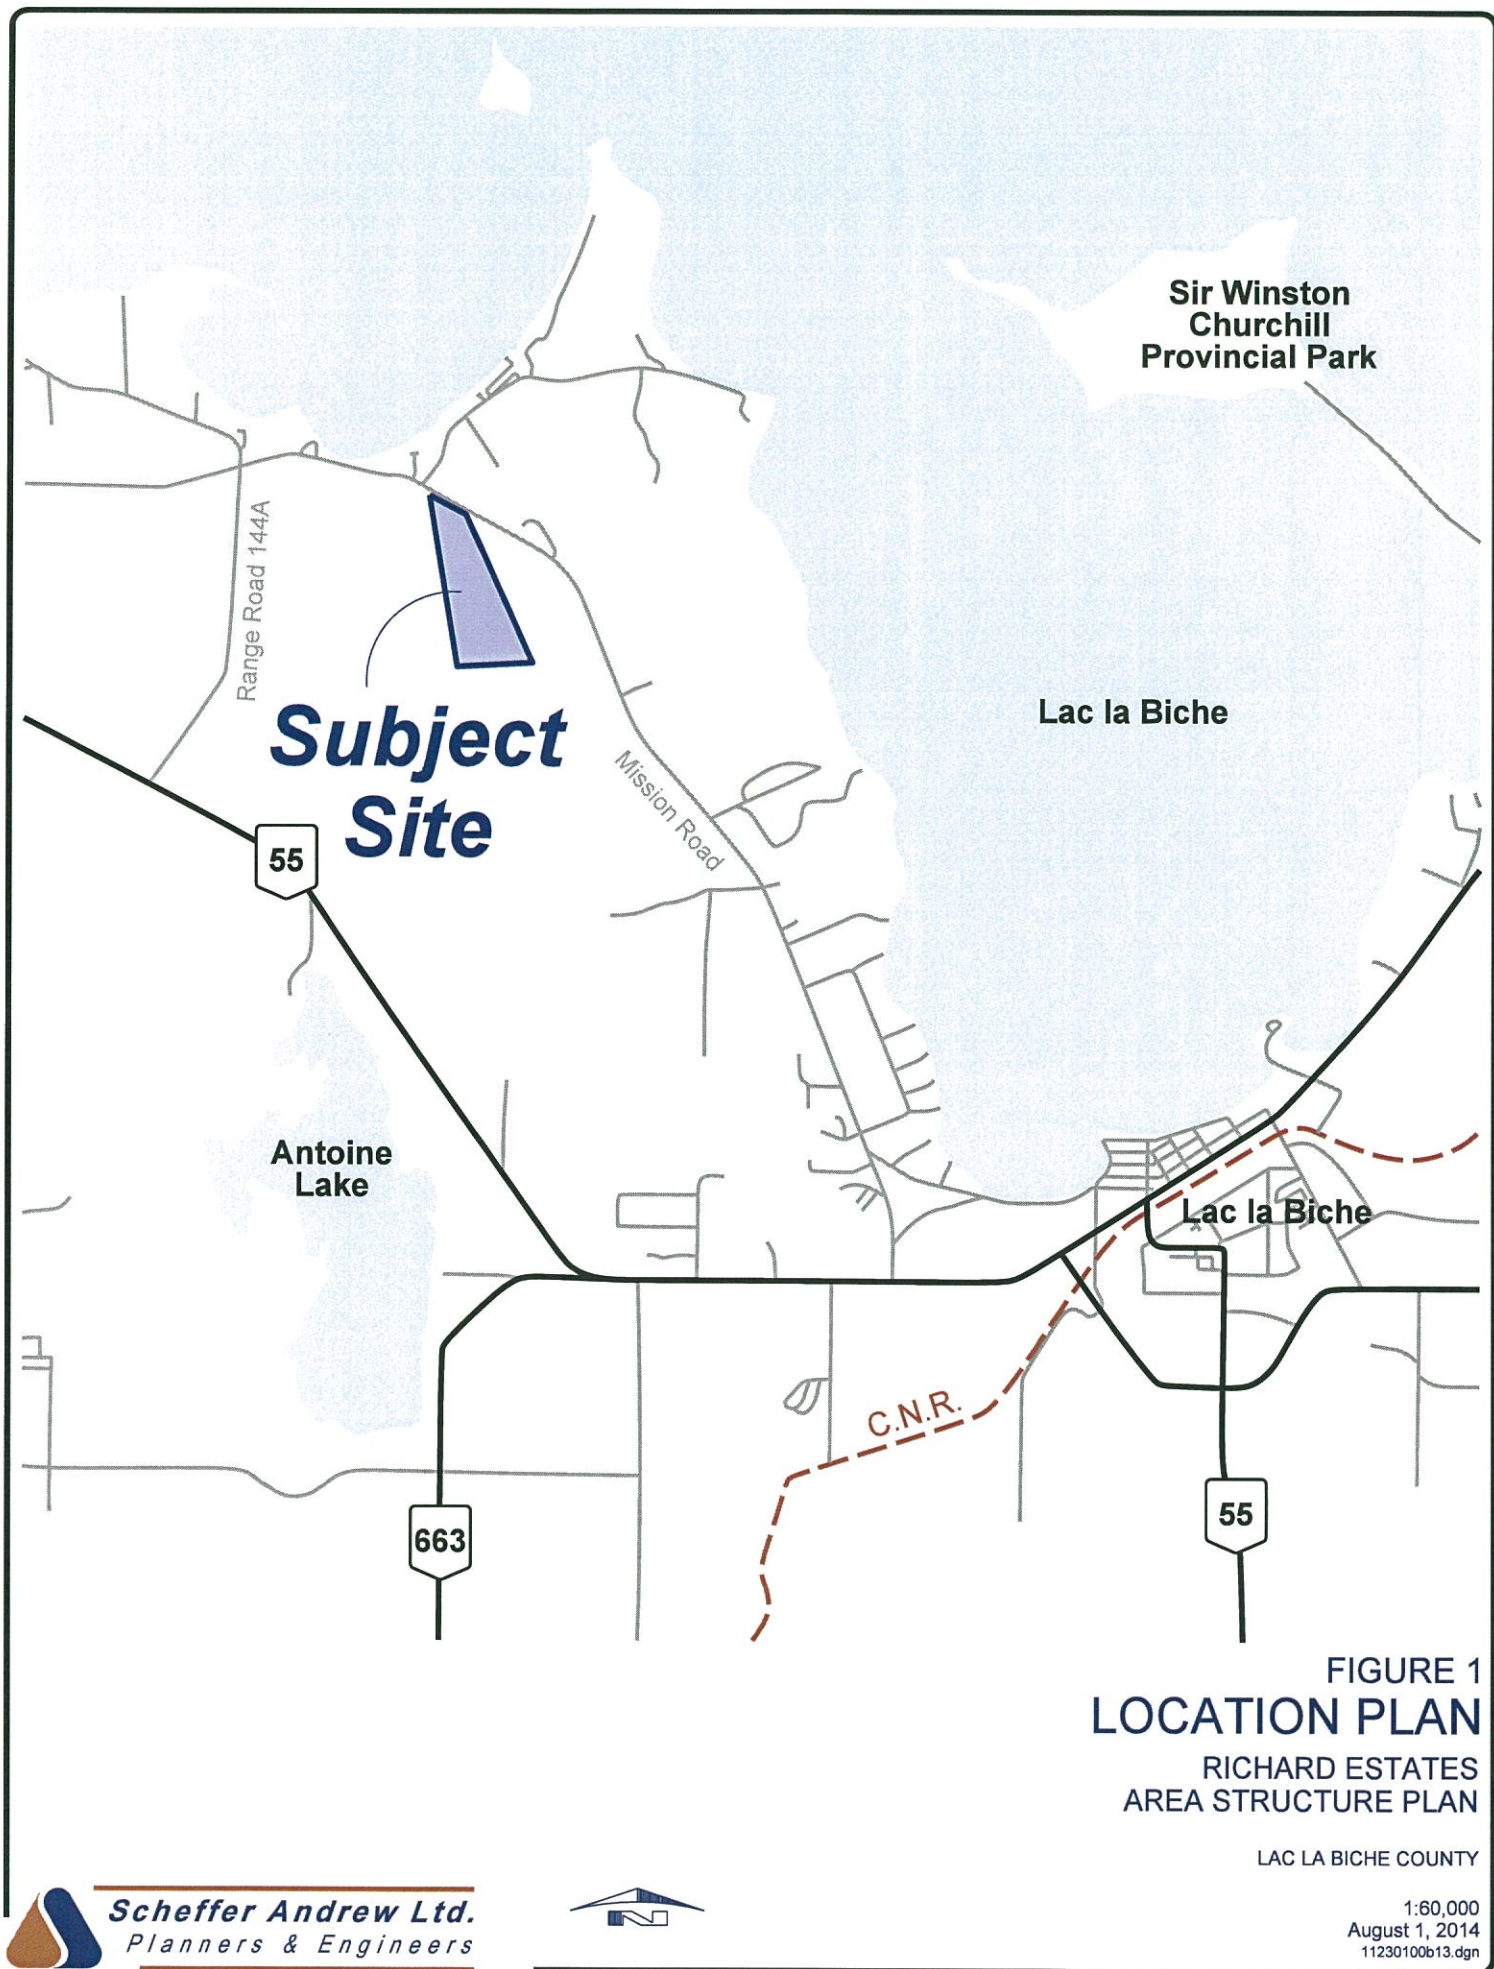 Sir Winston
Churchill
Provincial Park
Range Road 144A
Subject
Site
Lac la Biche
Mission Road
55
Antoine
Lake
Lac la Biche
C.N.R.
663
55
FIGURE 1
LOCATION PLAN
RICHARD ESTATES
AREA STRUCTURE PLAN
LAC LA BICHE COUNTY
1:60,000
August 1, 2014
11230100b13.dgn
Scheffer Andrew Ltd.
Planners & Engineers
N